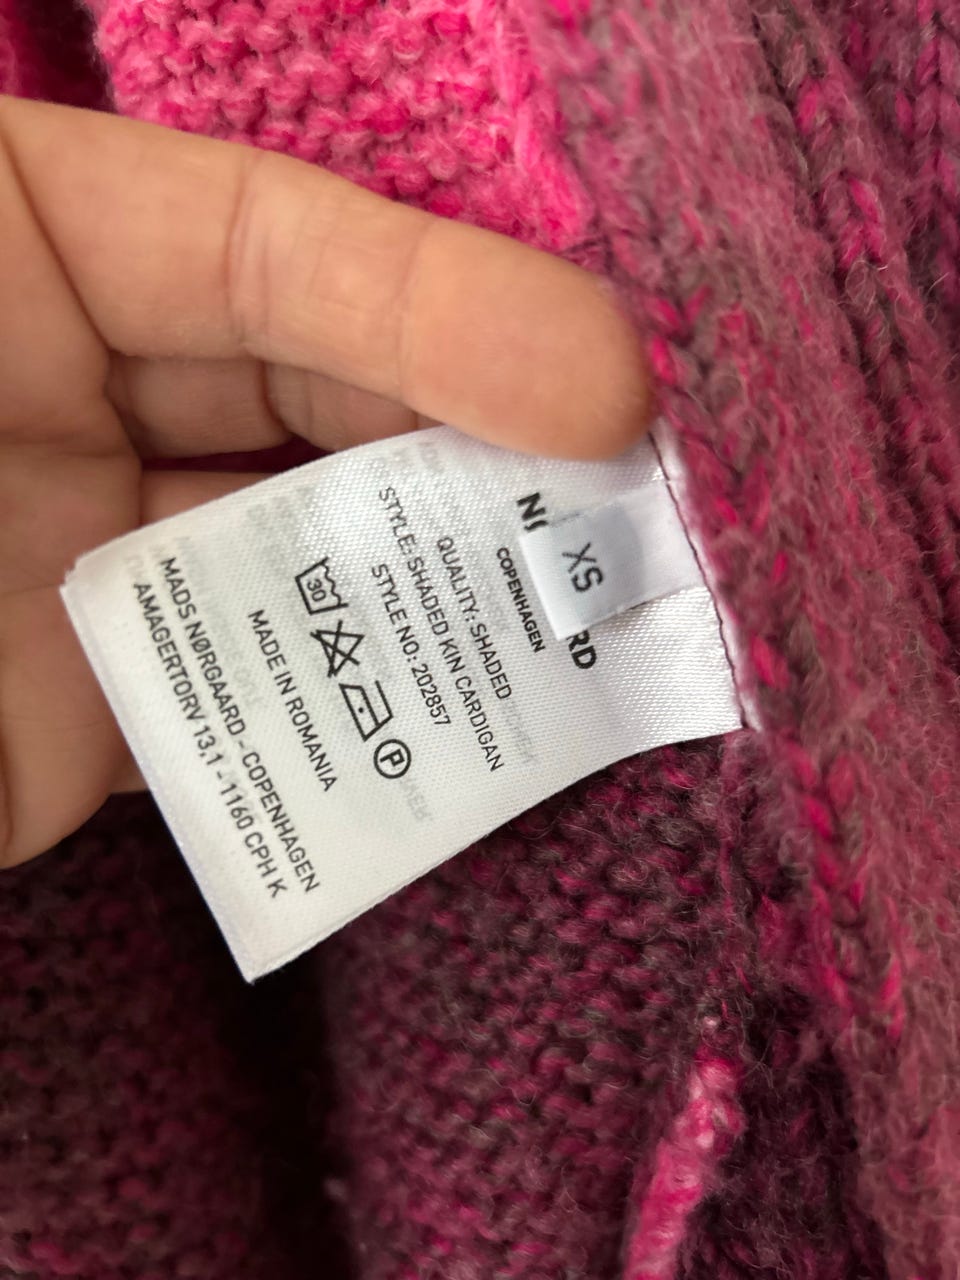 XS
COPENHAGEN
QUALITY: SHADED
STYLE: SHADED KIN CARDIGAN
STYLE NO: 202857
30
P
MADE IN ROMANIA
MADS NØRGAARD - COPENHAGEN
AMAGERTORV 13,1 - 1160 CPH K